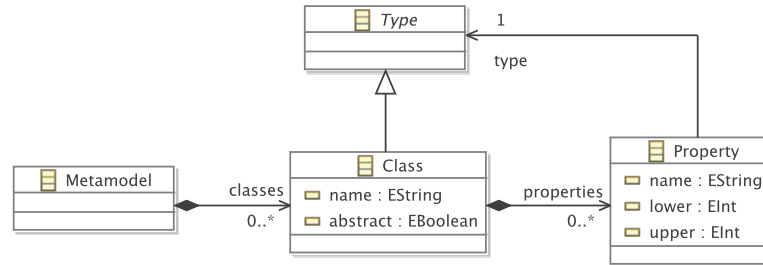 Type
1
type
Metamodel
classes
0..*
Class
name : EString
abstract : EBoolean
properties
0..*
Property
name : EString
lower : EInt
upper : EInt